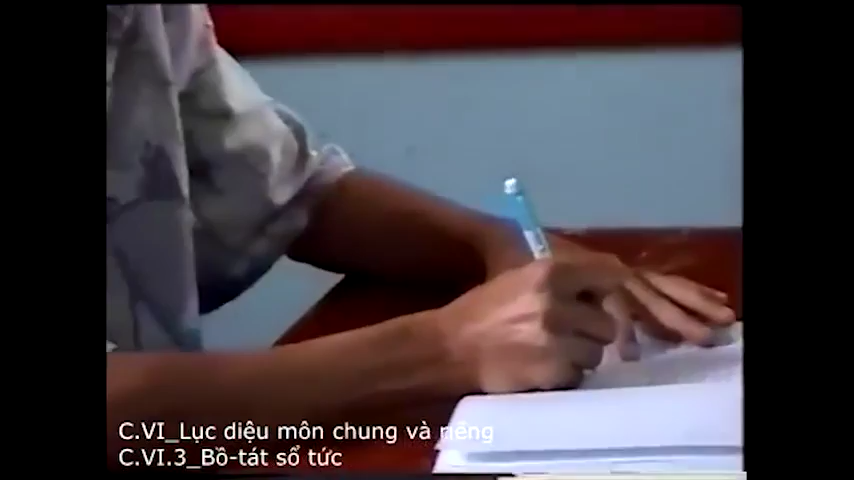 C.VI_Lục diệu môn chung và riêng
C.VI.3_Bồ-tát sổ tức